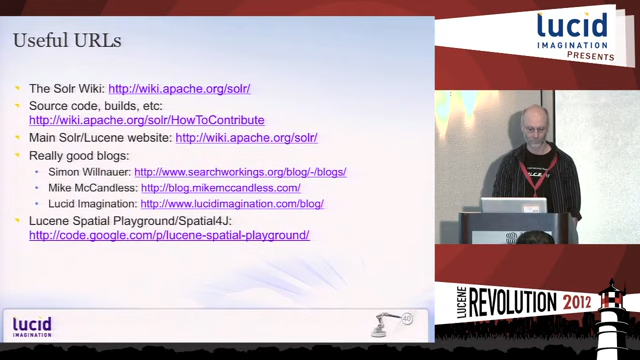 Useful URLs
The Solr Wiki: http://wiki.apache.org/solr/
Source code, builds, etc:
http://wiki.apache.org/solr/HowToContribute
Main Solr/Lucene website: http://wiki.apache.org/solr/
Really good blogs:
Simon Willnauer: http://www.searchworkings.org/blog/-/blogs/
Mike McCandless: http://blog.mikemccandless.com/
Lucid Imagination: http://www.lucidimagination.com/blog/
Lucene Spatial Playground/Spatial4J:
http://code.google.com/p/lucene-spatial-playground/
lucid
IMAGINATION
40
lucid
IMAGINATION
PRESENTS
LUCENE
REVOLUTION 2012